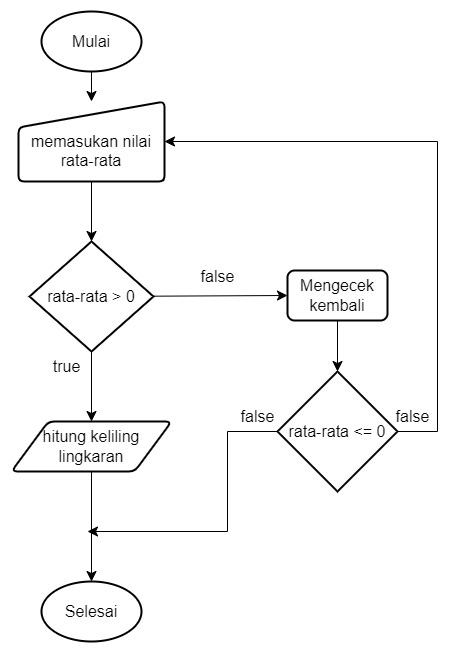 Mulai
memasukan nilai
rata-rata
rata-rata > 0
false
Mengecek
kembali
true
false
rata-rata <= 0
false
hitung keliling
lingkaran
Selesai